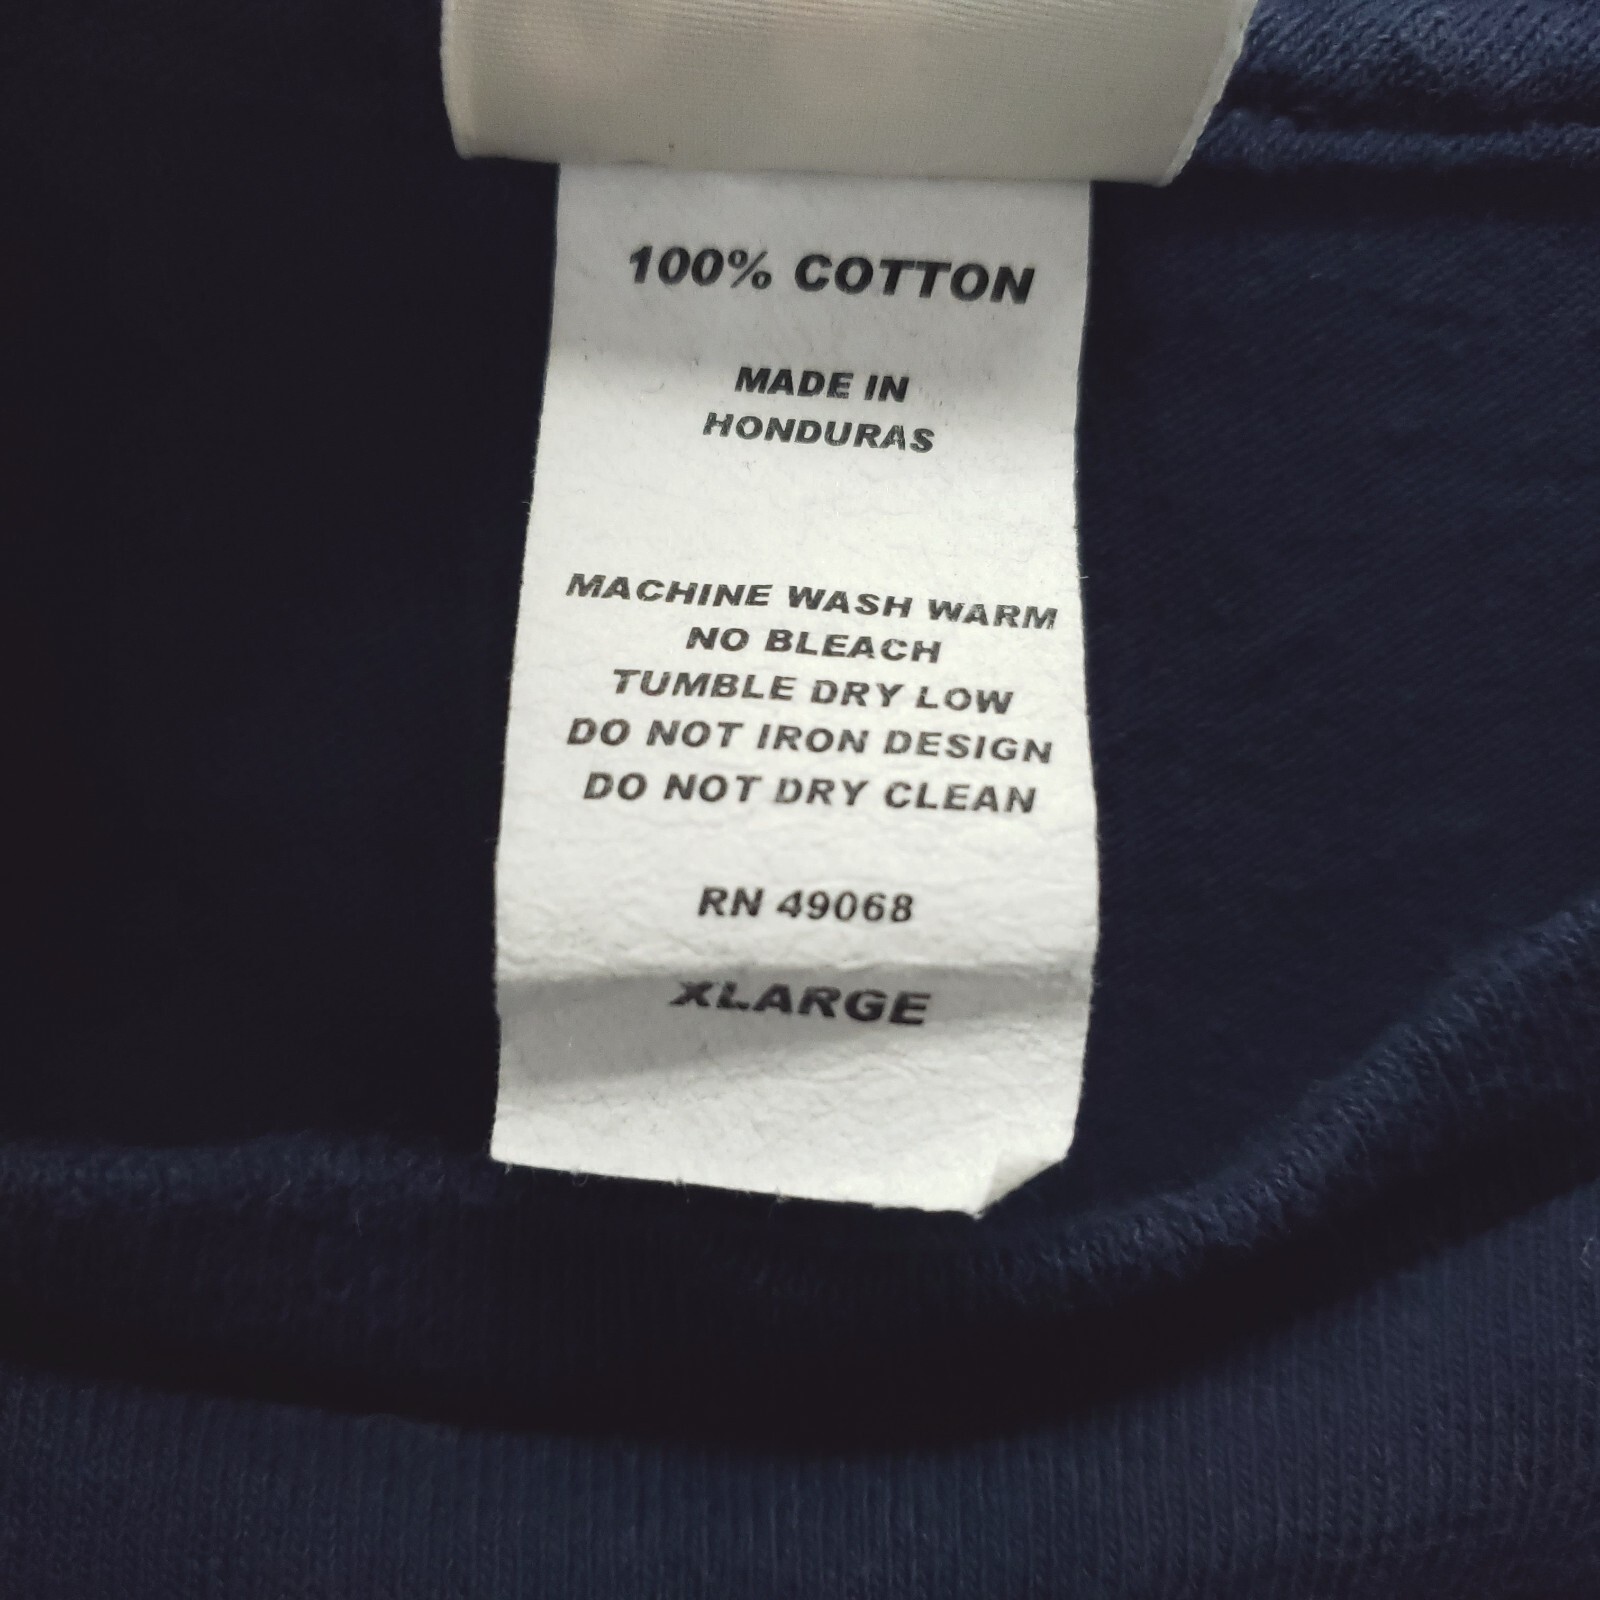 100% COTTON
MADE IN
HONDURAS
MACHINE WASH WARM
NO BLEACH
TUMBLE DRY LOW
DO NOT IRON DESIGN
DO NOT DRY CLEAN
RN 49068
XLARGE